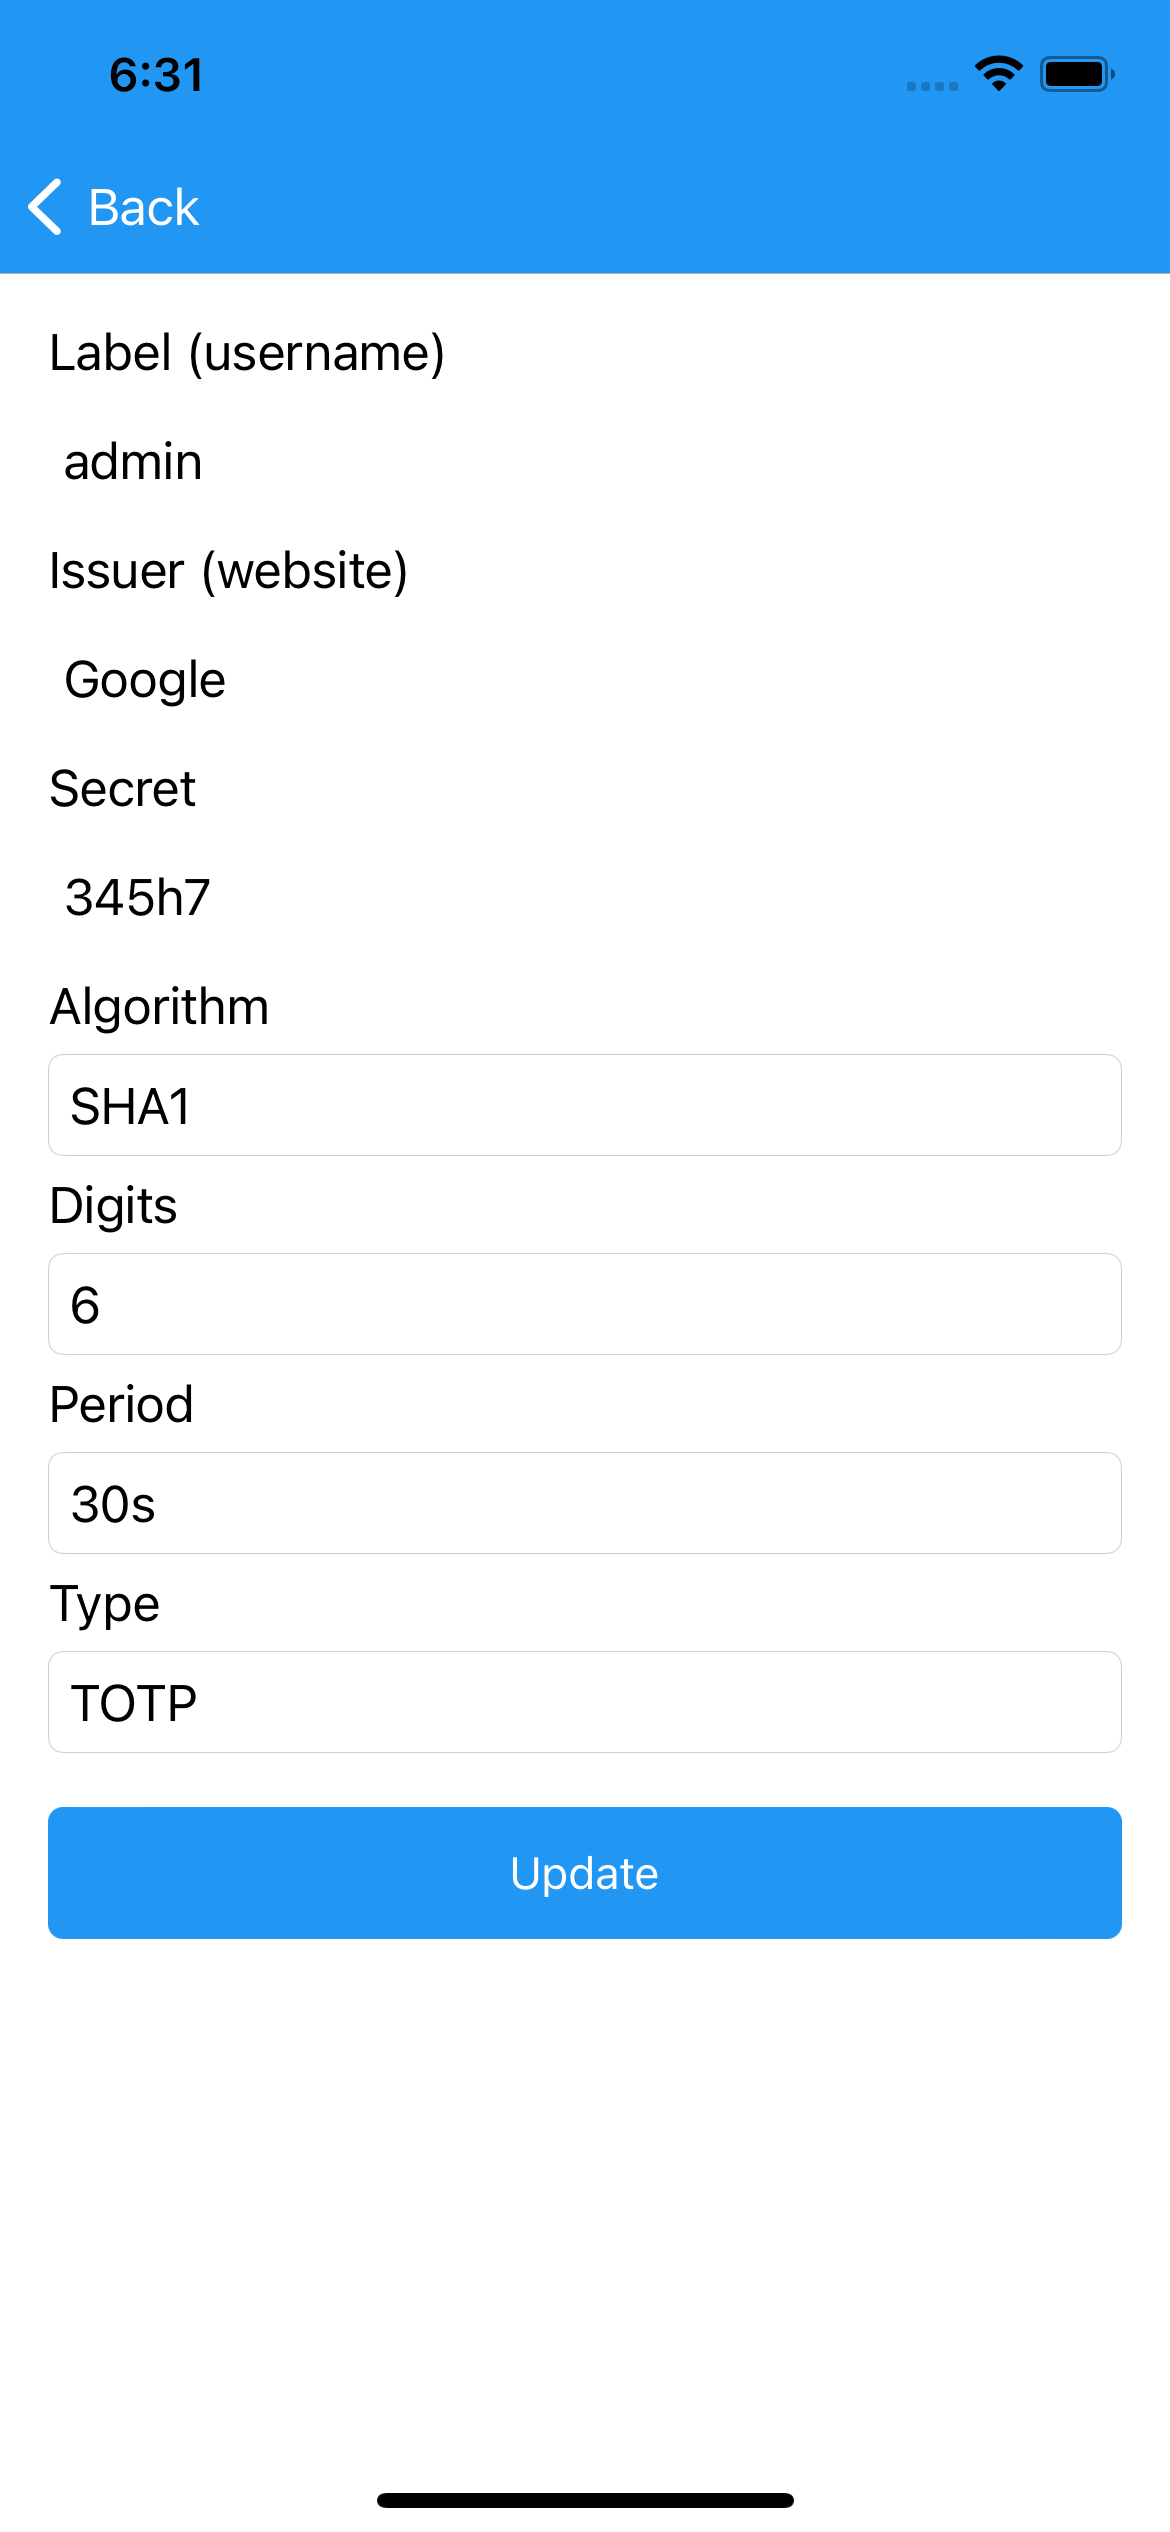 6:31
Back
Label (username)
admin
Issuer (website)
Google
Secret
345h7
Algorithm
SHA1
Digits
6
Period
30s
Type
TOTP
Update